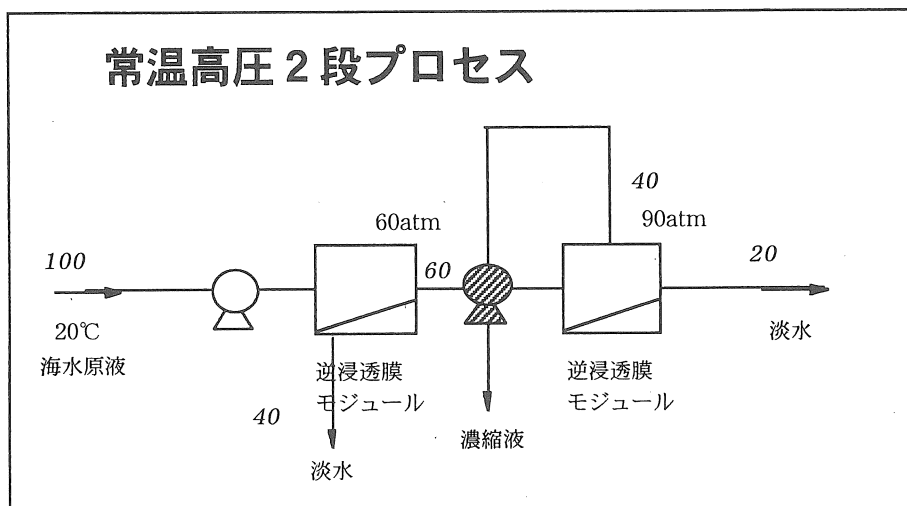 常温高圧2段プロセス
40
60atm
90atm
100
60
20
20℃
海水原液
淡水
逆浸透膜
モジュール
逆浸透膜
モジュール
40
濃縮液
淡水